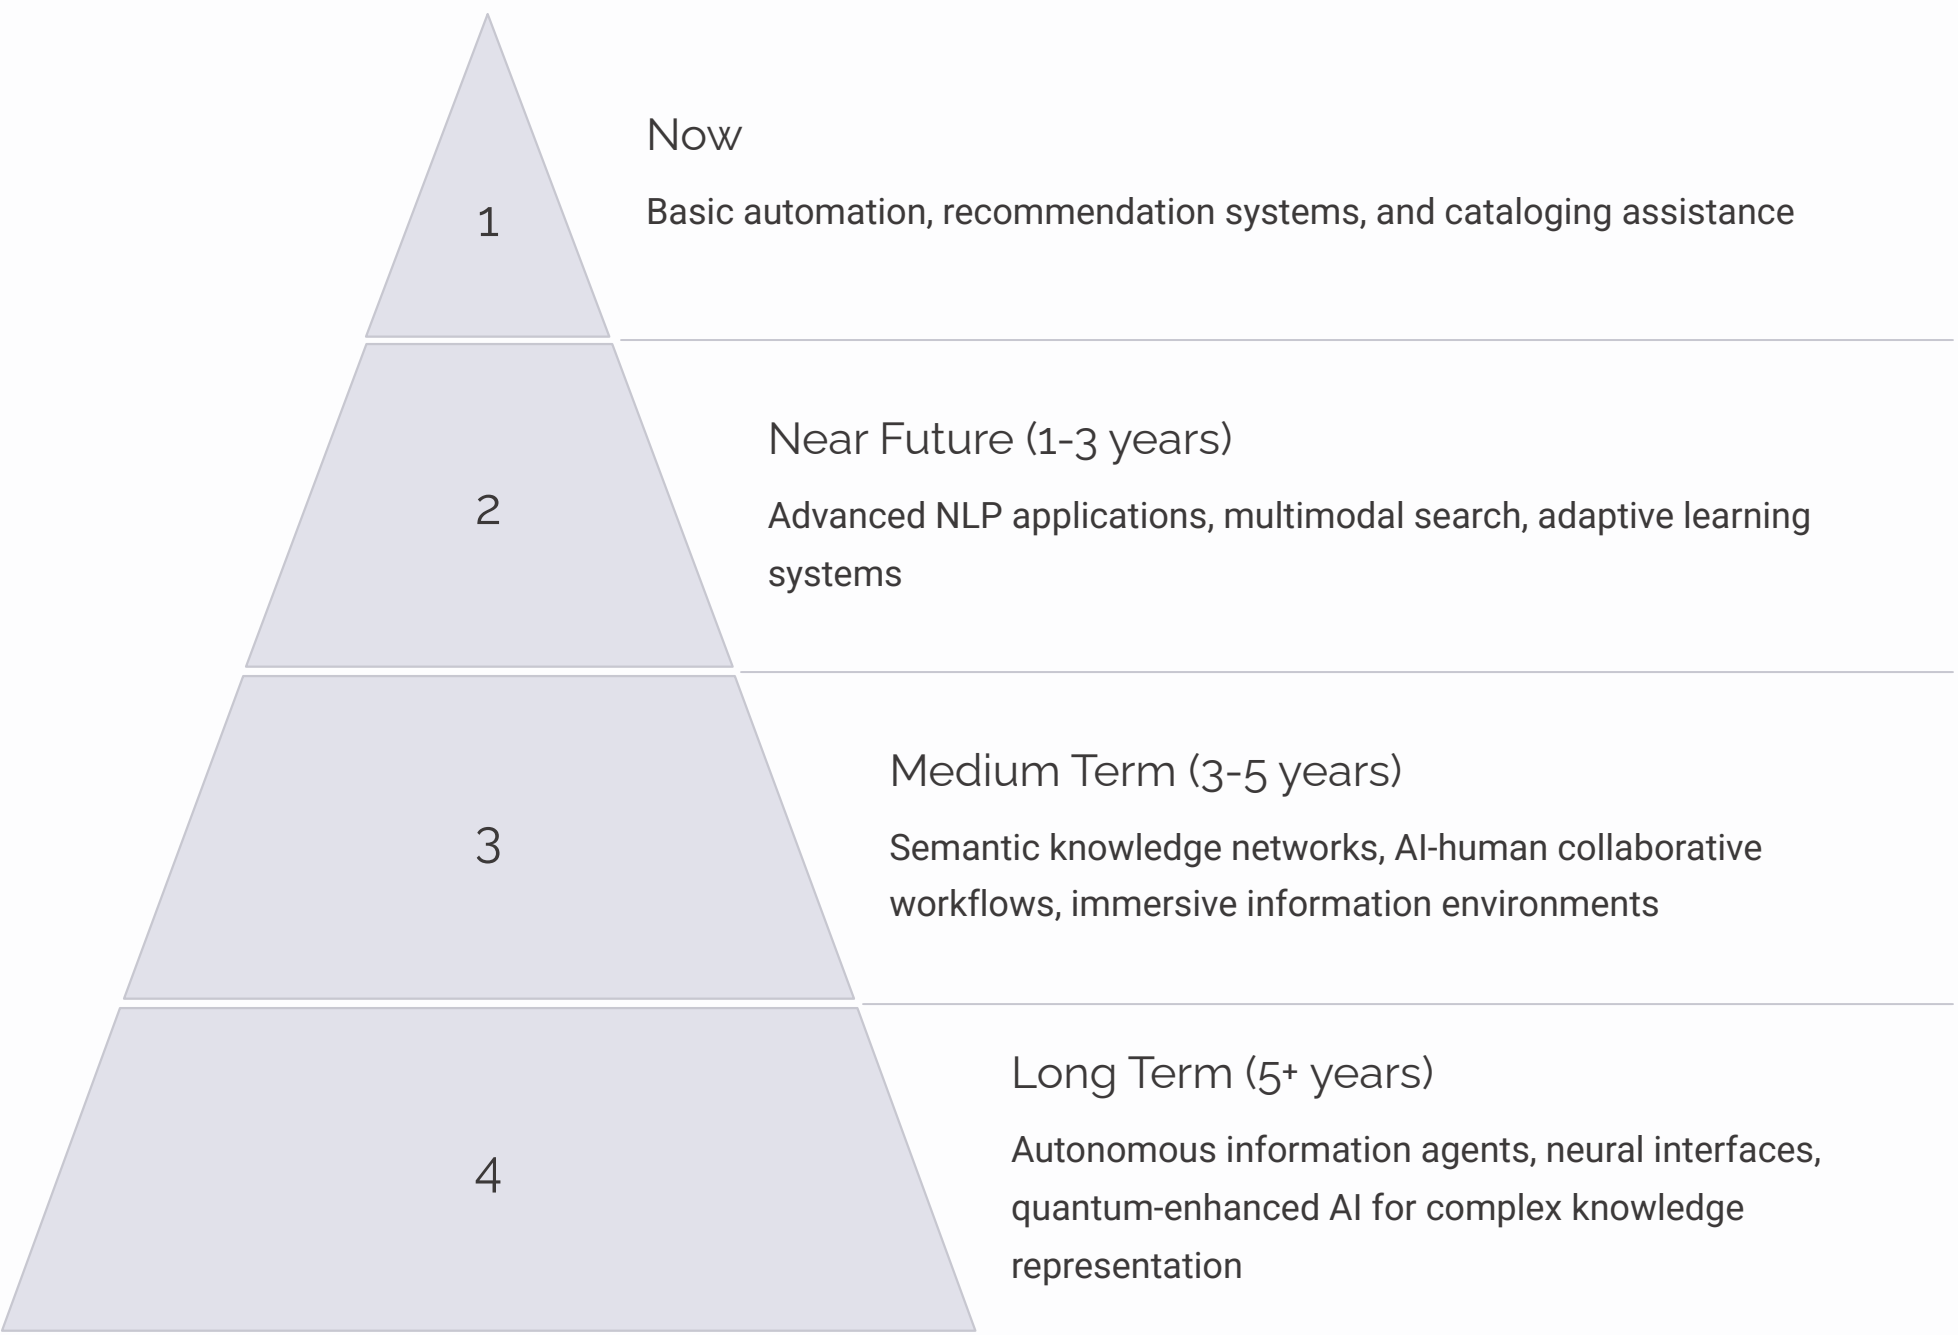 1
Now
Basic automation, recommendation systems, and cataloging assistance
2
Near Future (1-3 years)
Advanced NLP applications, multimodal search, adaptive learning
systems
3
Medium Term (3-5 years)
Semantic knowledge networks, AI-human collaborative
workflows, immersive information environments
4
Long Term (5+ years)
Autonomous information agents, neural interfaces,
quantum-enhanced AI for complex knowledge
representation